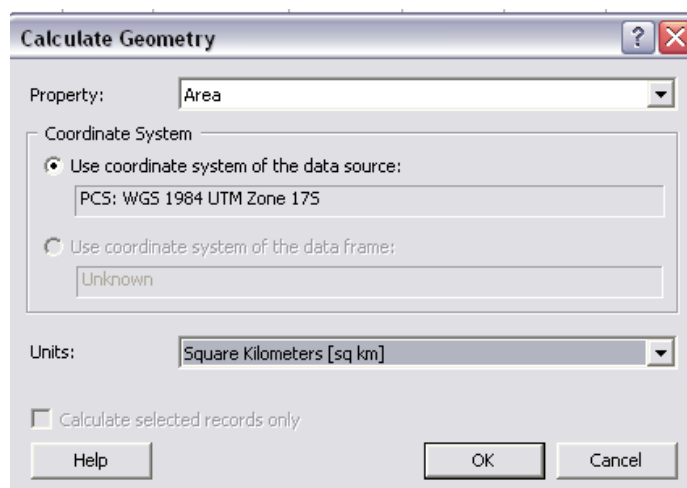 Calculate Geometry
Property: Area
Coordinate System
Use coordinate system of the data source:
PCS: WGS 1984 UTM Zone 17S
Use coordinate system of the data frame:
Unknown
Units: Square Kilometers [sq km]
Calculate selected records only
Help OK Cancel